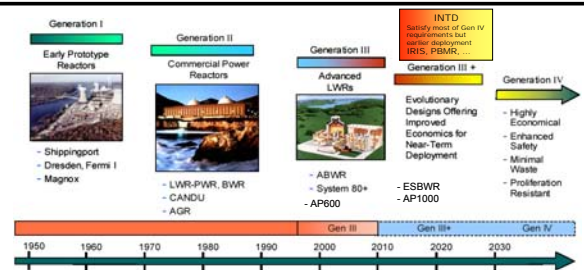 Generation I
Early Prototype
Reactors
- Shippingport
- Dresden, Fermi I
- Magnox
Generation II
Commercial Power
Reactors
- LWR-PWR, BWR
- CANDU
- AGR
Generation III
Advanced
LWRs
- ABWR
- System 80+
- AP600
INTD
Satisfy most of Gen IV
requirements but
earlier deployment
IRIS, PBMR, ...
Generation III +
Evolutionary
Designs Offering
Improved
Economics for
Near-Term
Deployment
- ESBWR
- AP1000
Generation IV
- Highly
Economical
- Enhanced
Safety
- Minimal
Waste
- Proliferation
Resistant
Gen III
Gen III+
Gen IV
1950
1960
1970
1980
1990
2000
2010
2020
2030